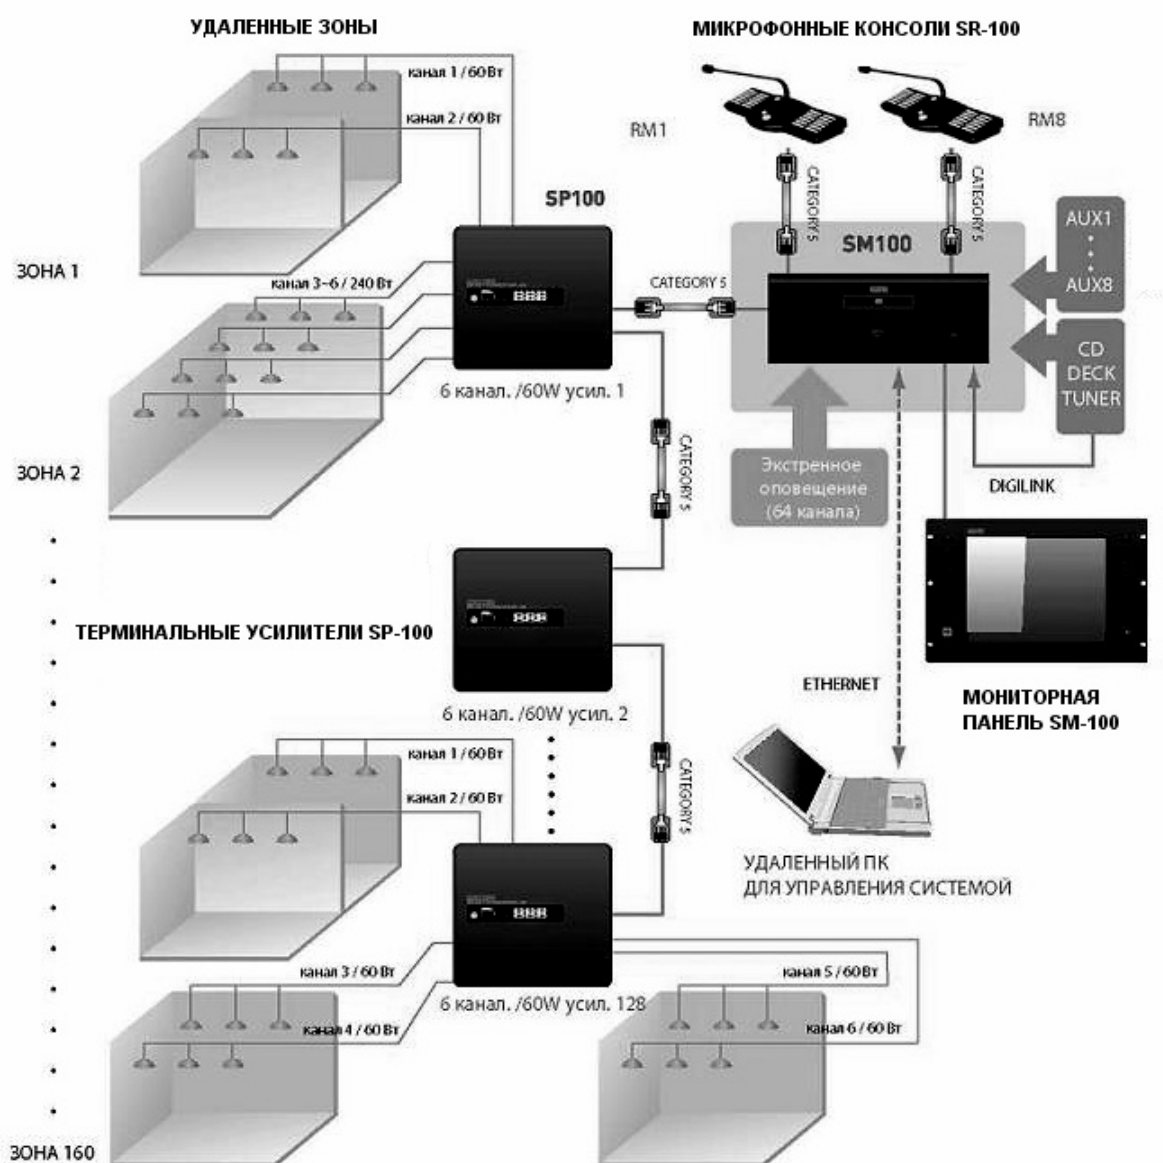 УДАЛЕННЫЕ ЗОНЫ
МИКРОФОННЫЕ КОНСОЛИ SR-100
канал 1 / 60 Вт
канал 2 / 60 Вт
RM1
RM8
CATEGORY 5
CATEGORY 5
SP100
SM100
AUX1
AUX8
ЗОНА 1
канал 3~6 / 240 Вт
CATEGORY 5
CD
DECK
TUNER
6 канал. /60W усил. 1
ЗОНА 2
CATEGORY 5
Экстренное
оповещение
(64 канала)
DIGILINK
ТЕРМИНАЛЬНЫЕ УСИЛИТЕЛИ SP-100
ETHERNET
МОНИТОРНАЯ
ПАНЕЛЬ SM-100
6 канал. /60W усил. 2
канал 1 / 60 Вт
канал 2 / 60 Вт
CATEGORY 5
УДАЛЕННЫЙ ПК
ДЛЯ УПРАВЛЕНИЯ СИСТЕМОЙ
канал 3 / 60 Вт
канал 5 / 60 Вт
6 канал. /60W усил. 128
канал 4 / 60 Вт
канал 6 / 60 Вт
ЗОНА 160